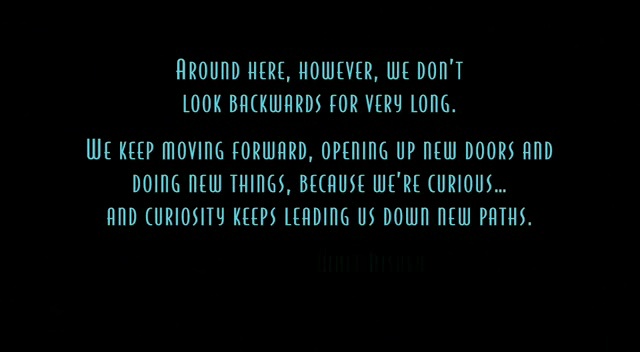 Around here, however, we don't
look backwards for very long.
We keep moving forward, opening up new doors and
doing new things, because we're curious...
and curiosity keeps leading us down new paths.